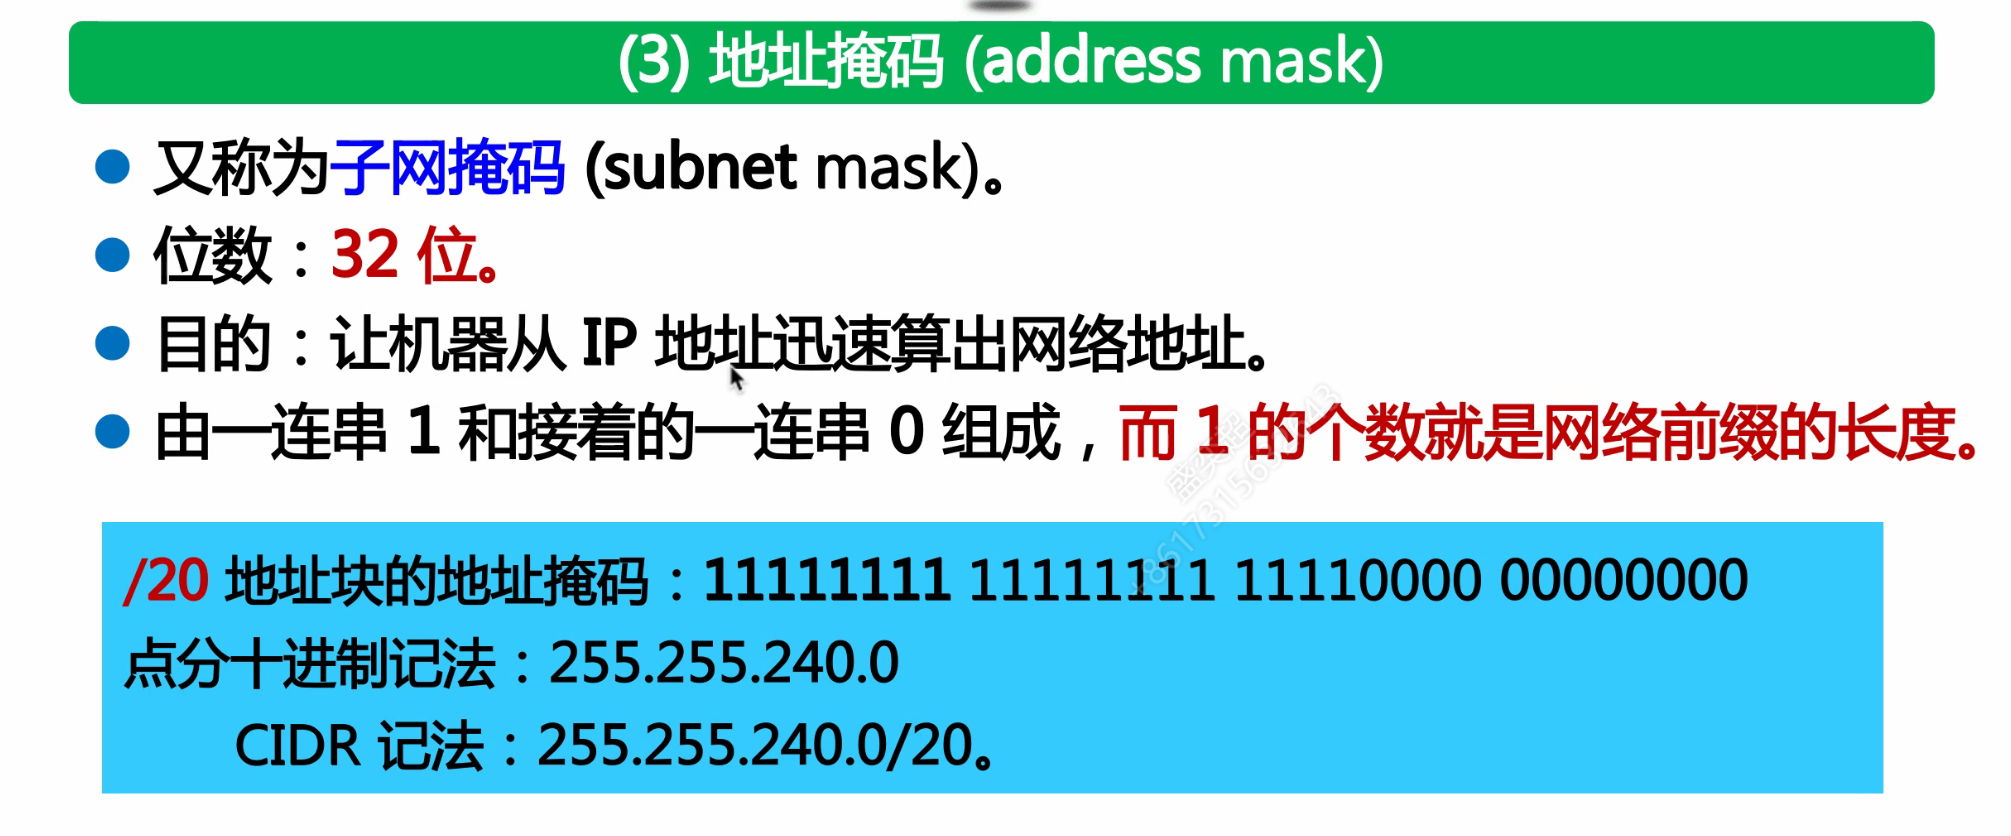 (3) 地址掩码 (address mask)
又称为子网掩码 (subnet mask)。
位数：32 位。
目的：让机器从 IP 地址迅速算出网络地址。
由一连串 1 和接着的一连串 0 组成，而 1 的个数就是网络前缀的长度。
/20 地址块的地址掩码：11111111 11111111 11110000 00000000
点分十进制记法：255.255.240.0
CIDR 记法：255.255.240.0/20。